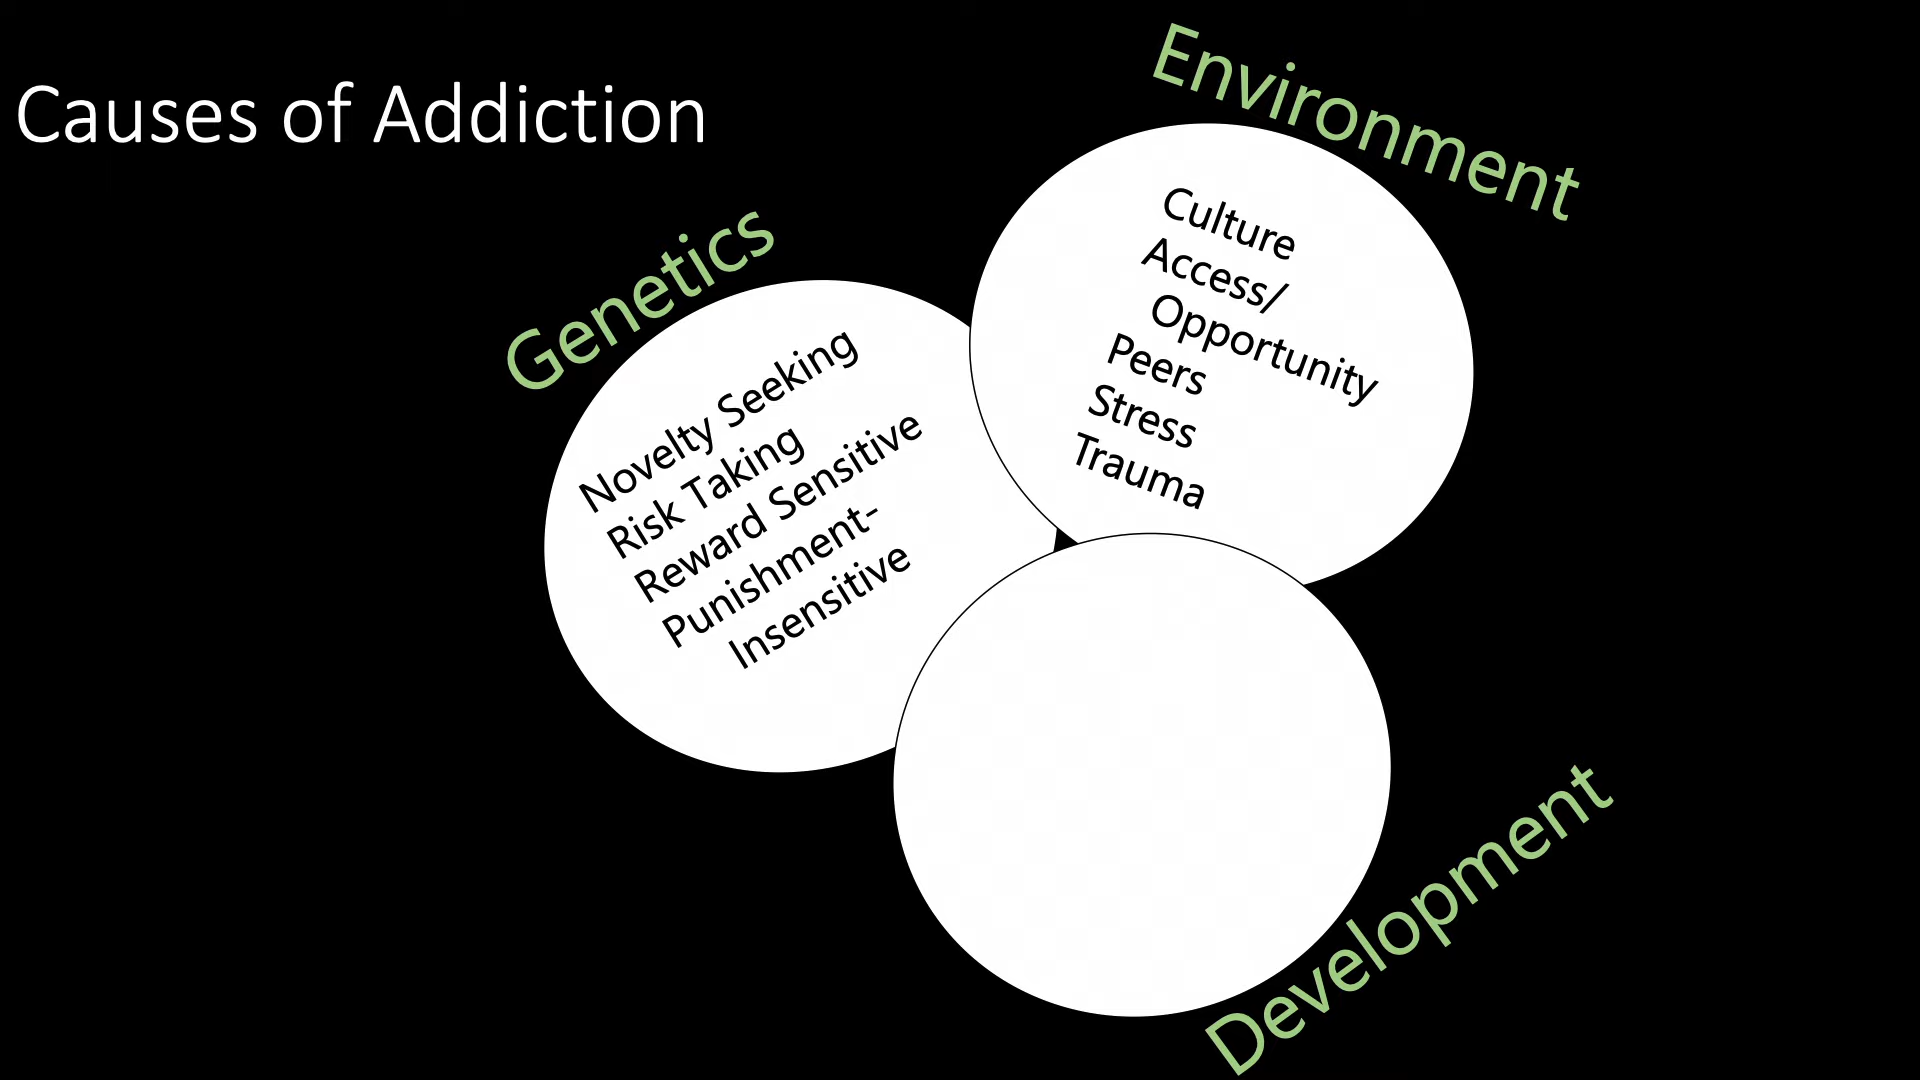 Causes of Addiction
Genetics
Novelty Seeking
Risk Taking
Reward Sensitive
Punishment-
Insensitive
Environment
Culture
Access/
Opportunity
Peers
Stress
Trauma
Development